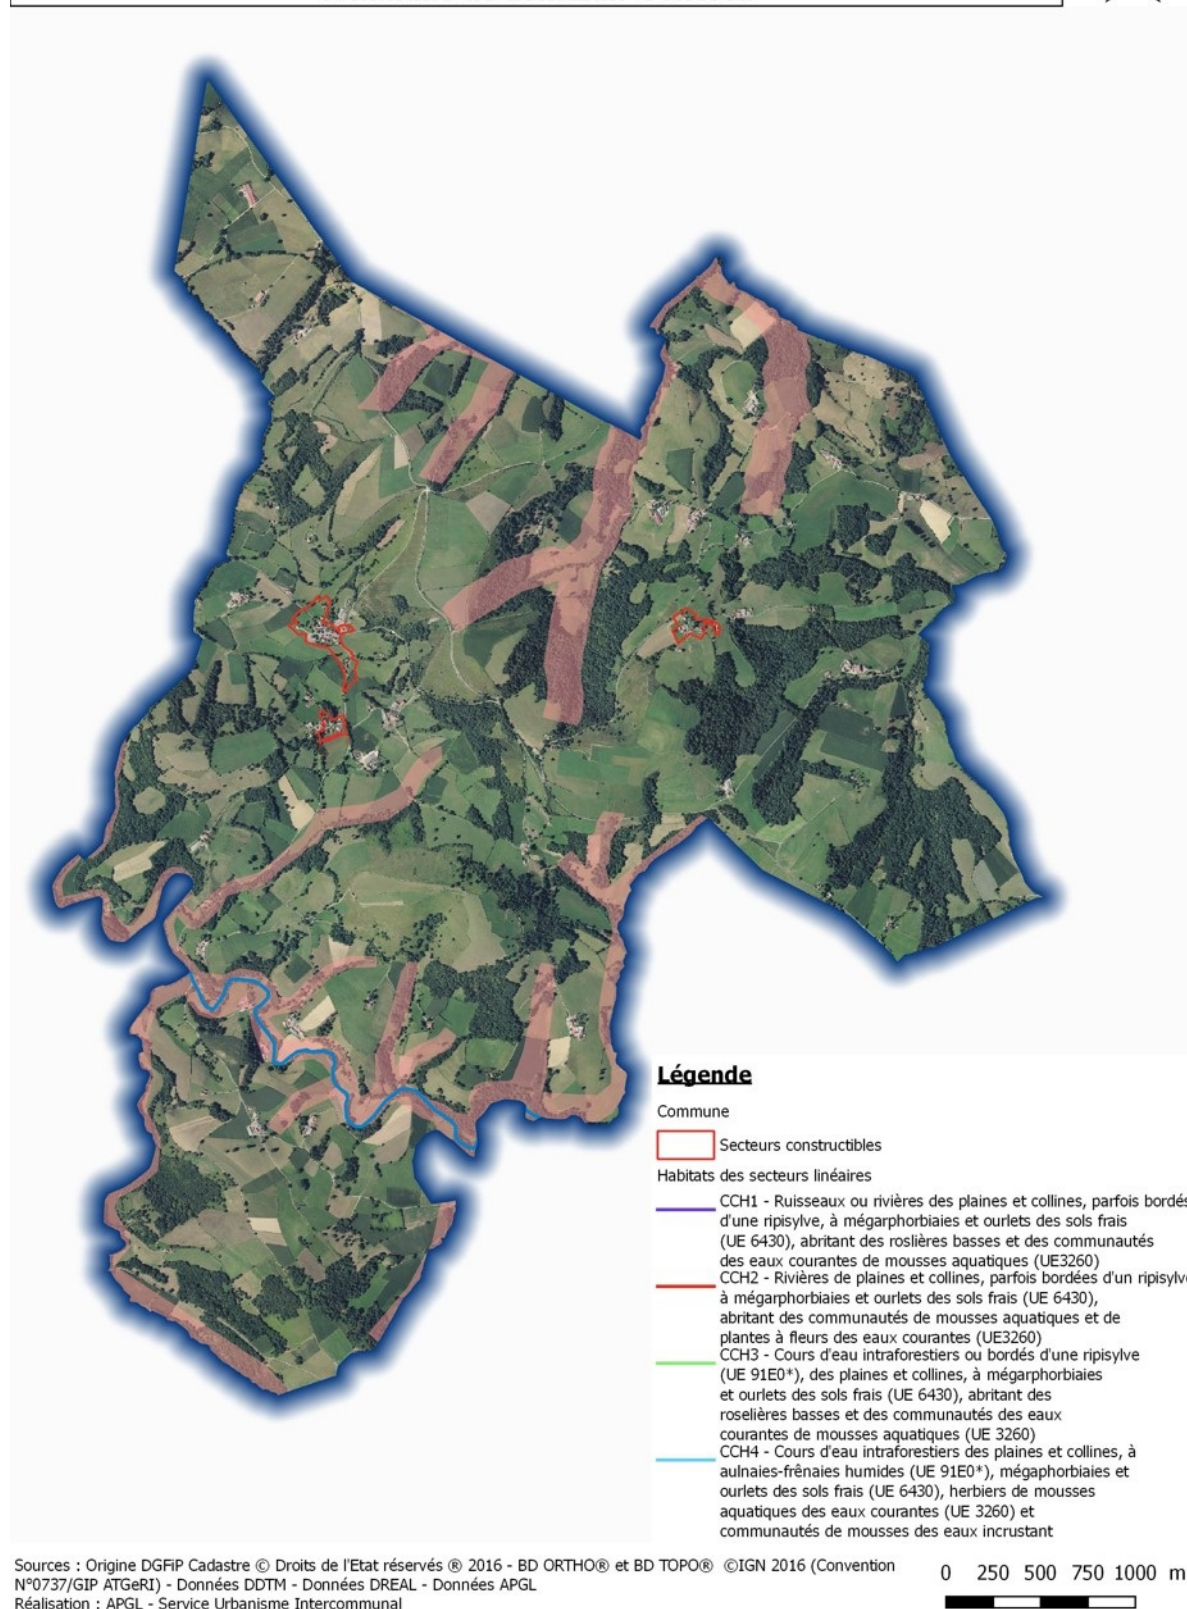 Légende
Commune
Secteurs constructibles
Habitats des secteurs linéaires
CCH1 - Ruisseaux ou rivières des plaines et collines, parfois bordés
d'une ripisylve, à mégarphorbiaies et ourlets des sols frais
(UE 6430), abritant des roslières basses et des communautés
des eaux courantes de mousses aquatiques (UE3260)
CCH2 - Rivières de plaines et collines, parfois bordées d'un ripisylve
à mégarphorbiaies et ourlets des sols frais (UE 6430),
abritant des communautés de mousses aquatiques et de
plantes à fleurs des eaux courantes (UE3260)
CCH3 - Cours d'eau intraforestiers ou bordés d'une ripisylve
(UE 91E0*), des plaines et collines, à mégarphorbiaies
et ourlets des sols frais (UE 6430), abritant des
roselières basses et des communautés des eaux
courantes de mousses aquatiques (UE 3260)
CCH4 - Cours d'eau intraforestiers des plaines et collines, à
aulnaies-frênaies humides (UE 91E0*), mégaphorbiaies et
ourlets des sols frais (UE 6430), herbiers de mousses
aquatiques des eaux courantes (UE 3260) et
communautés de mousses des eaux incrustant
Sources : Origine DGFiP Cadastre © Droits de l'Etat réservés ® 2016 - BD ORTHO® et BD TOPO® ©IGN 2016 (Convention
N°0737/GIP ATGeRI) - Données DDTM - Données DREAL - Données APGL
Réalisation : APGL - Service Urbanisme Intercommunal
0 250 500 750 1000 m